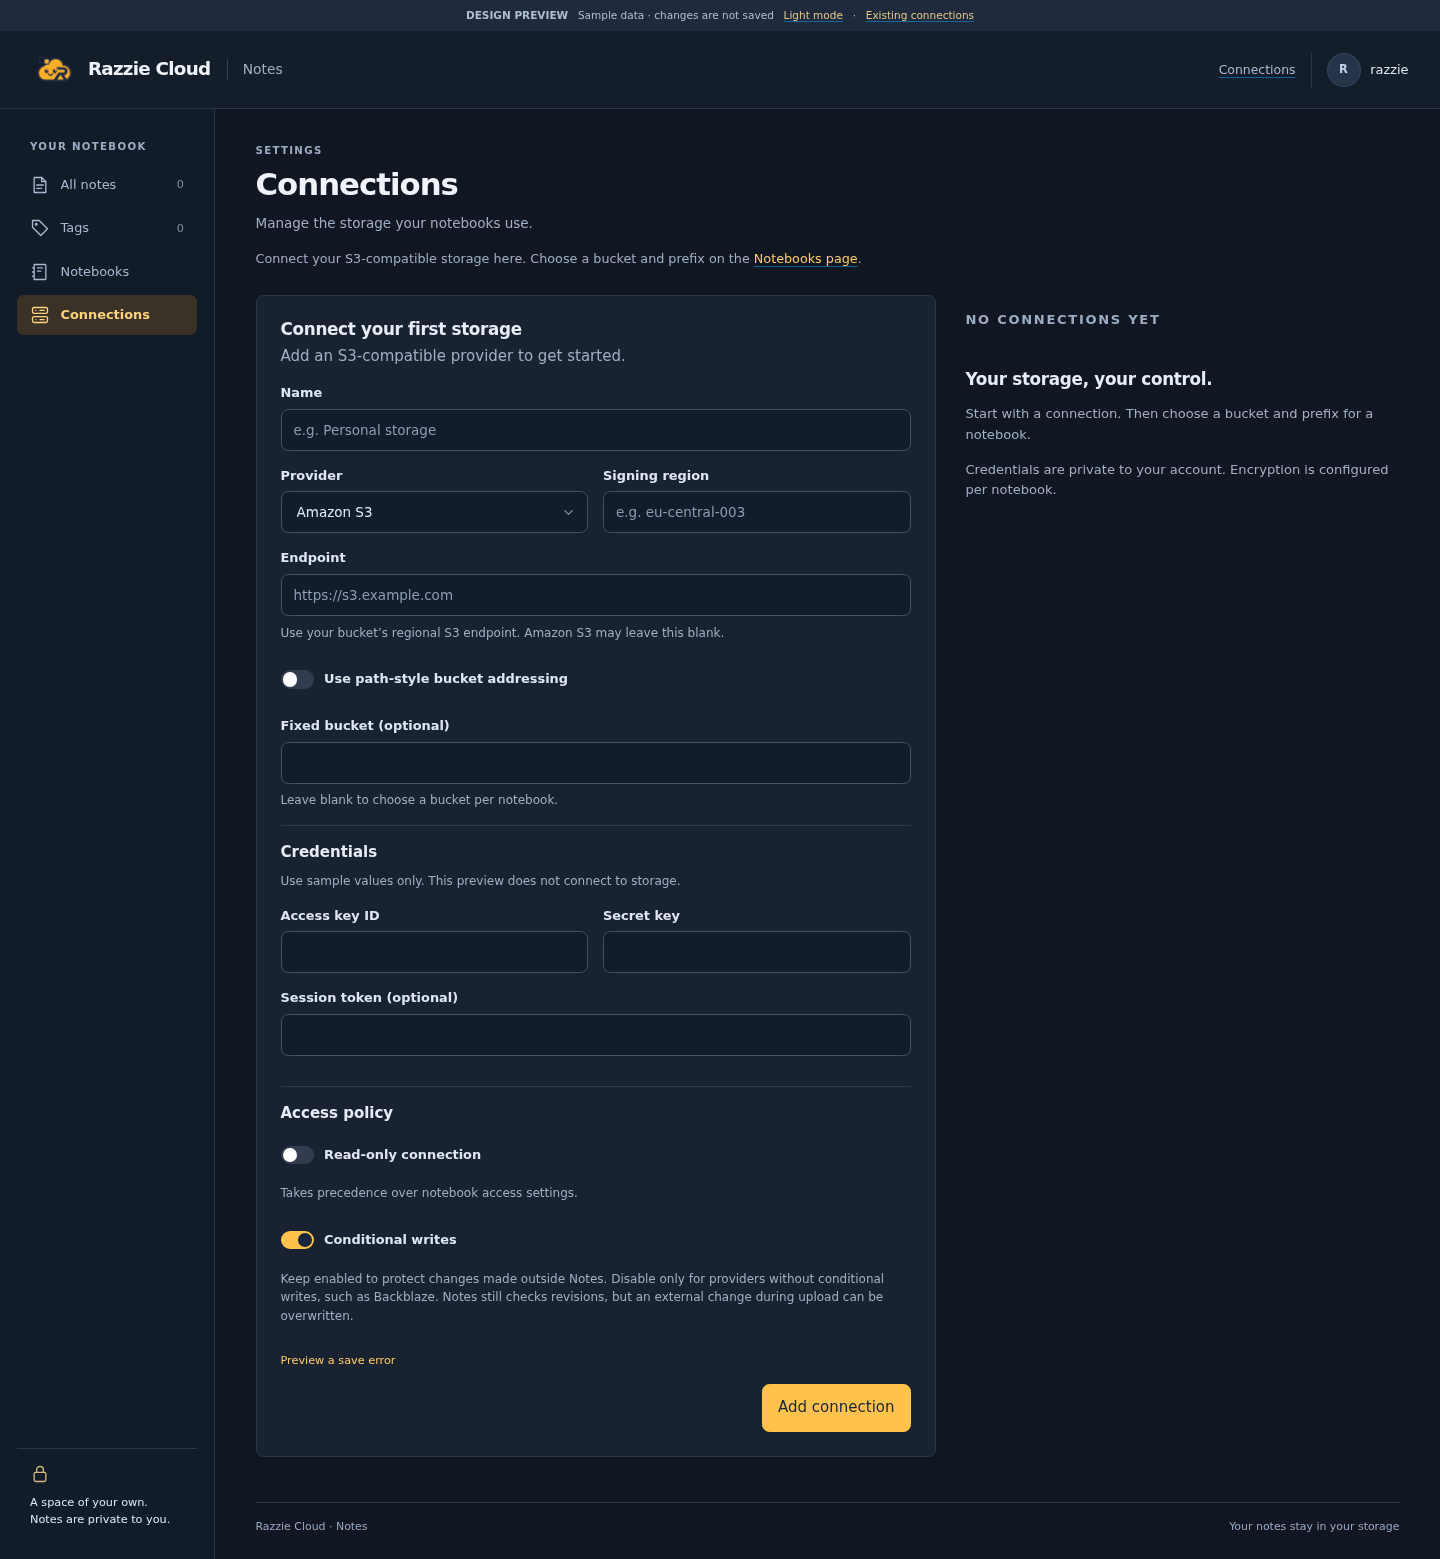 DESIGN PREVIEW Sample data · changes are not saved Light mode · Existing connections
Razzie Cloud Notes
Connections R razzie
YOUR NOTEBOOK
All notes 0
Tags 0
Notebooks
Connections
A space of your own.
Notes are private to you.
SETTINGS
Connections
Manage the storage your notebooks use.
Connect your S3-compatible storage here. Choose a bucket and prefix on the Notebooks page.
Connect your first storage
Add an S3-compatible provider to get started.
Name
e.g. Personal storage
Provider Signing region
Amazon S3 e.g. eu-central-003
Endpoint
https://s3.example.com
Use your bucket’s regional S3 endpoint. Amazon S3 may leave this blank.
Use path-style bucket addressing
Fixed bucket (optional)
Leave blank to choose a bucket per notebook.
Credentials
Use sample values only. This preview does not connect to storage.
Access key ID Secret key
Session token (optional)
Access policy
Read-only connection
Takes precedence over notebook access settings.
Conditional writes
Keep enabled to protect changes made outside Notes. Disable only for providers without conditional
writes, such as Backblaze. Notes still checks revisions, but an external change during upload can be
overwritten.
Preview a save error
Add connection
NO CONNECTIONS YET
Your storage, your control.
Start with a connection. Then choose a bucket and prefix for a
notebook.
Credentials are private to your account. Encryption is configured
per notebook.
Razzie Cloud · Notes
Your notes stay in your storage